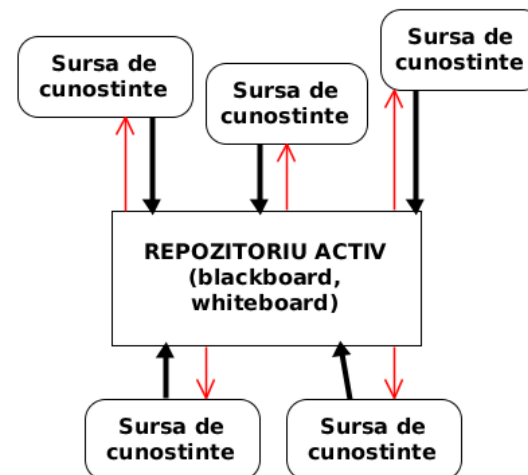 Sursa de
cunostinte
Sursa de
cunostinte
Sursa de
cunostinte
REPOZITORIU ACTIV
(blackboard,
whiteboard)
Sursa de
cunostinte
Sursa de
cunostinte